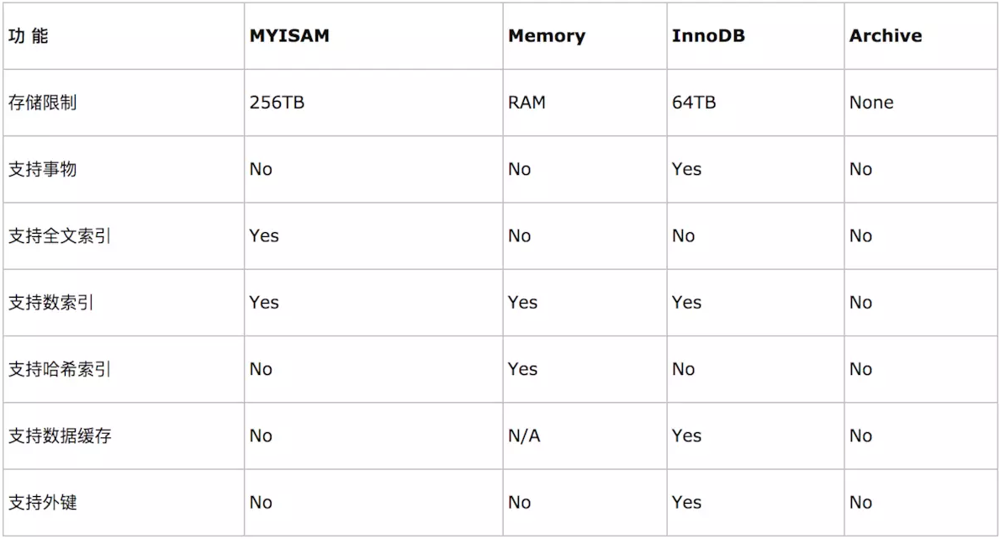 功 能 MYISAM Memory InnoDB Archive
存储限制 256TB RAM 64TB None
支持事物 No No Yes No
支持全文索引 Yes No No No
支持数索引 Yes Yes Yes No
支持哈希索引 No Yes No No
支持数据缓存 No N/A Yes No
支持外键 No No Yes No